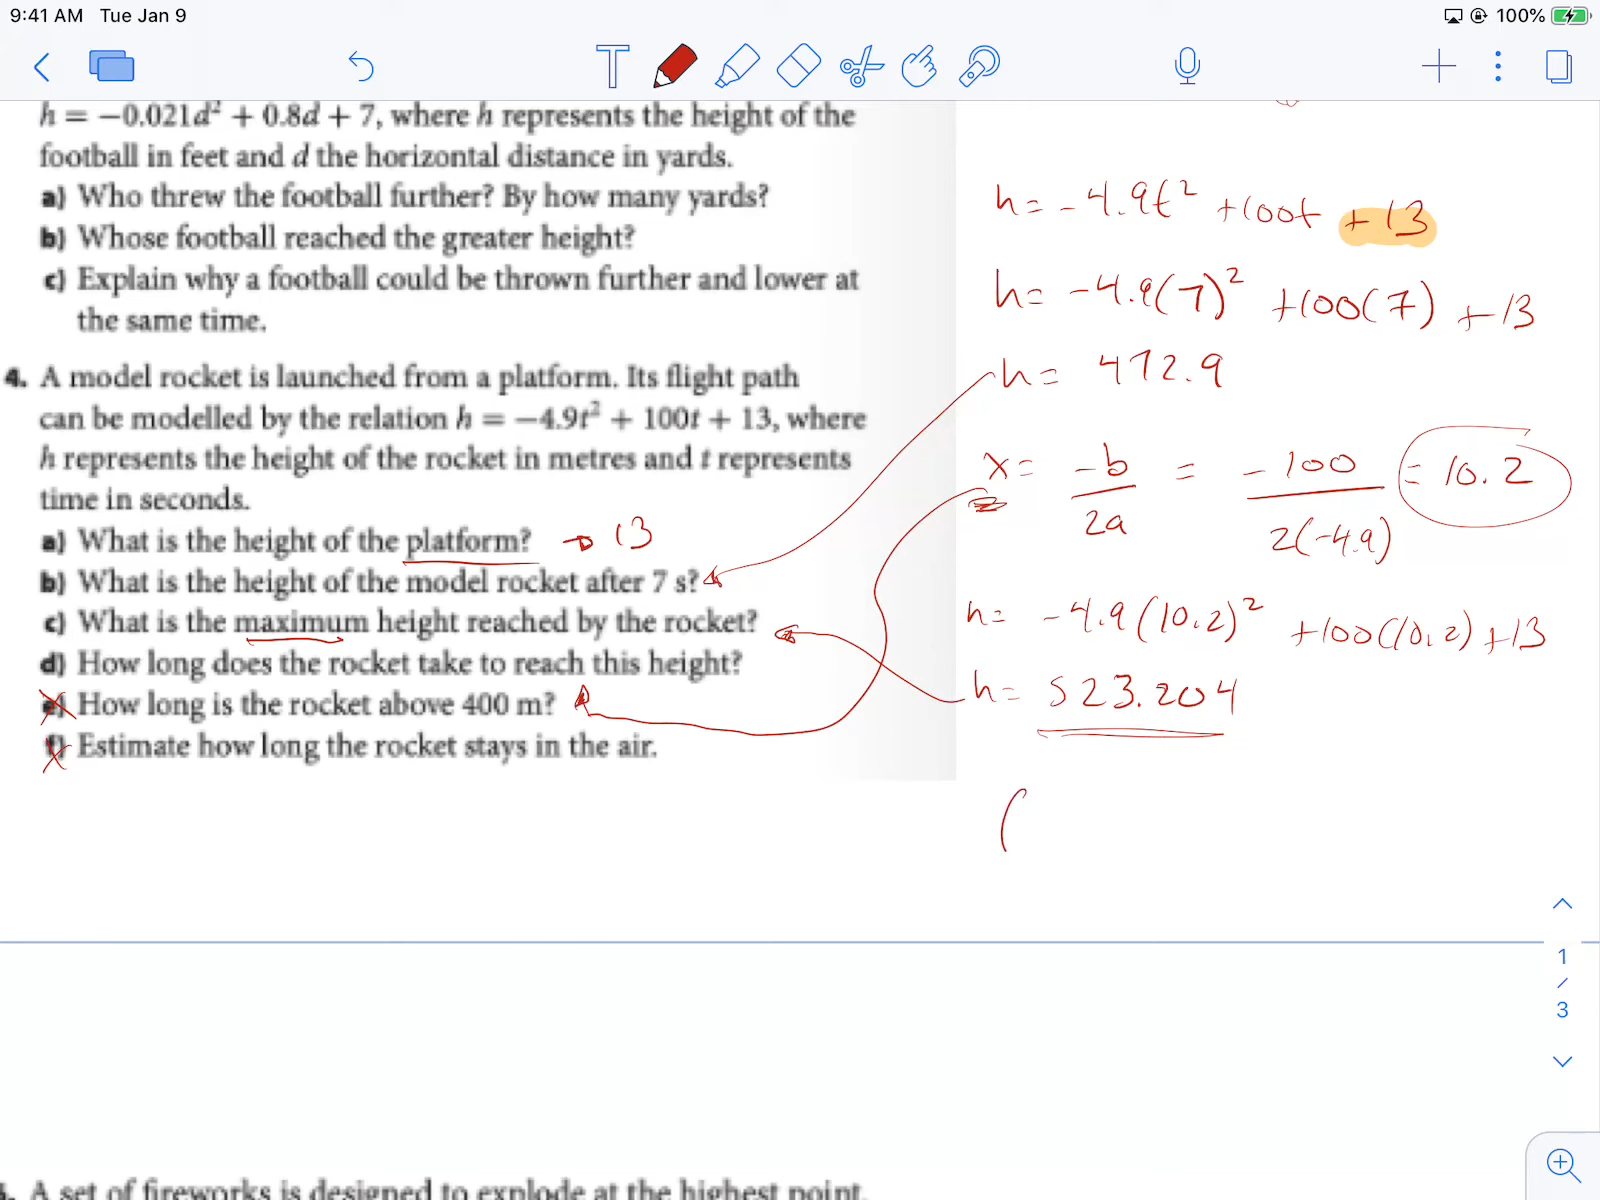 9:41 AM Tue Jan 9
100%
h = −0.021d² + 0.8d + 7, where h represents the height of the
football in feet and d the horizontal distance in yards.
a) Who threw the football further? By how many yards?
b) Whose football reached the greater height?
c) Explain why a football could be thrown further and lower at
the same time.
4. A model rocket is launched from a platform. Its flight path
can be modelled by the relation h = −4.9t² + 100t + 13, where
h represents the height of the rocket in metres and t represents
time in seconds.
a) What is the height of the platform? → 13
b) What is the height of the model rocket after 7 s?
c) What is the maximum height reached by the rocket?
d) How long does the rocket take to reach this height?
e) How long is the rocket above 400 m?
f) Estimate how long the rocket stays in the air.
h = -4.9t² +100t +13
h = -4.9(7)² +100(7) +13
h = 472.9
x = -b/2a = -100/2(-4.9) = 10.2
h = -4.9(10.2)² +100(10.2)+13
h = 523.204
(
1
/
3
. A set of fireworks is designed to explode at the highest point.